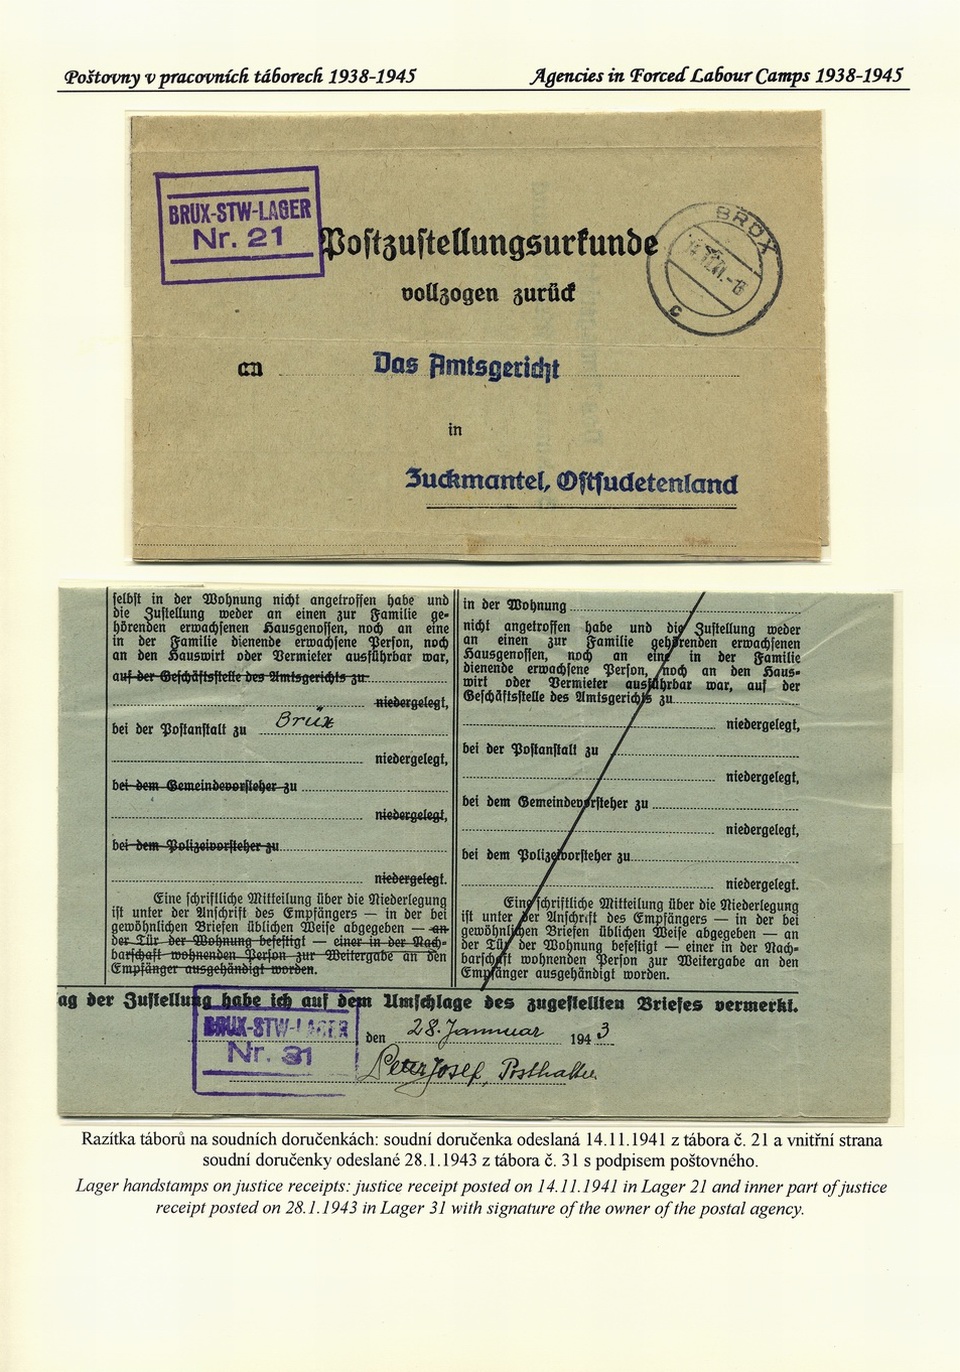 Poštovny v pracovních táborech 1938-1945
Agencies in Forced Labour Camps 1938-1945
BRÜX-STW-LAGER
Nr. 21
Postzustellungsurkunde
vollzogen zurück
BRÜX
c
an Das Amtsgericht
in
Zuckmantel, Ostsudetenland
selbst in der Wohnung nicht angetroffen habe und
die Zustellung weder an einen zur Familie ge-
hörenden erwachsenen Hausgenossen, noch an eine
in der Familie dienende erwachsene Person, noch
an den Hauswirt oder Vermieter ausführbar war,
auf der Geschäftsstelle des Amtsgerichts zu
niedergelegt,
bei der Postanstalt zu Brüx
niedergelegt,
bei dem Gemeindevorsteher zu
niedergelegt,
bei dem Polizeivorsteher zu
niedergelegt.
Eine schriftliche Mitteilung über die Niederlegung
ist unter der Anschrift des Empfängers — in der bei
gewöhnlichen Briefen üblichen Weise abgegeben — an
der Tür der Wohnung befestigt — einer in der Nach-
barschaft wohnenden Person zur Weitergabe an den
Empfänger ausgehändigt worden.
in der Wohnung
nicht angetroffen habe und die Zustellung weder
an einen zur Familie gehörenden erwachsenen
Hausgenossen, noch an eine in der Familie
dienende erwachsene Person, noch an den Haus-
wirt oder Vermieter ausführbar war, auf der
Geschäftsstelle des Amtsgerichts zu
niedergelegt,
bei der Postanstalt zu
niedergelegt,
bei dem Gemeindevorsteher zu
niedergelegt,
bei dem Polizeivorsteher zu
niedergelegt.
Eine schriftliche Mitteilung über die Niederlegung
ist unter der Anschrift des Empfängers — in der bei
gewöhnlichen Briefen üblichen Weise abgegeben — an
der Tür der Wohnung befestigt — einer in der Nach-
barschaft wohnenden Person zur Weitergabe an den
Empfänger ausgehändigt worden.
ag der Zustellung habe ich auf dem Umschlage des zugestellten Briefes vermerkt.
BRÜX-STW-LAGER
Nr. 31
den 28. Januar 1943
Peter Josef, Posthalter
Razítka táborů na soudních doručenkách: soudní doručenka odeslaná 14.11.1941 z tábora č. 21 a vnitřní strana
soudní doručenky odeslané 28.1.1943 z tábora č. 31 s podpisem poštovného.
Lager handstamps on justice receipts: justice receipt posted on 14.11.1941 in Lager 21 and inner part of justice
receipt posted on 28.1.1943 in Lager 31 with signature of the owner of the postal agency.